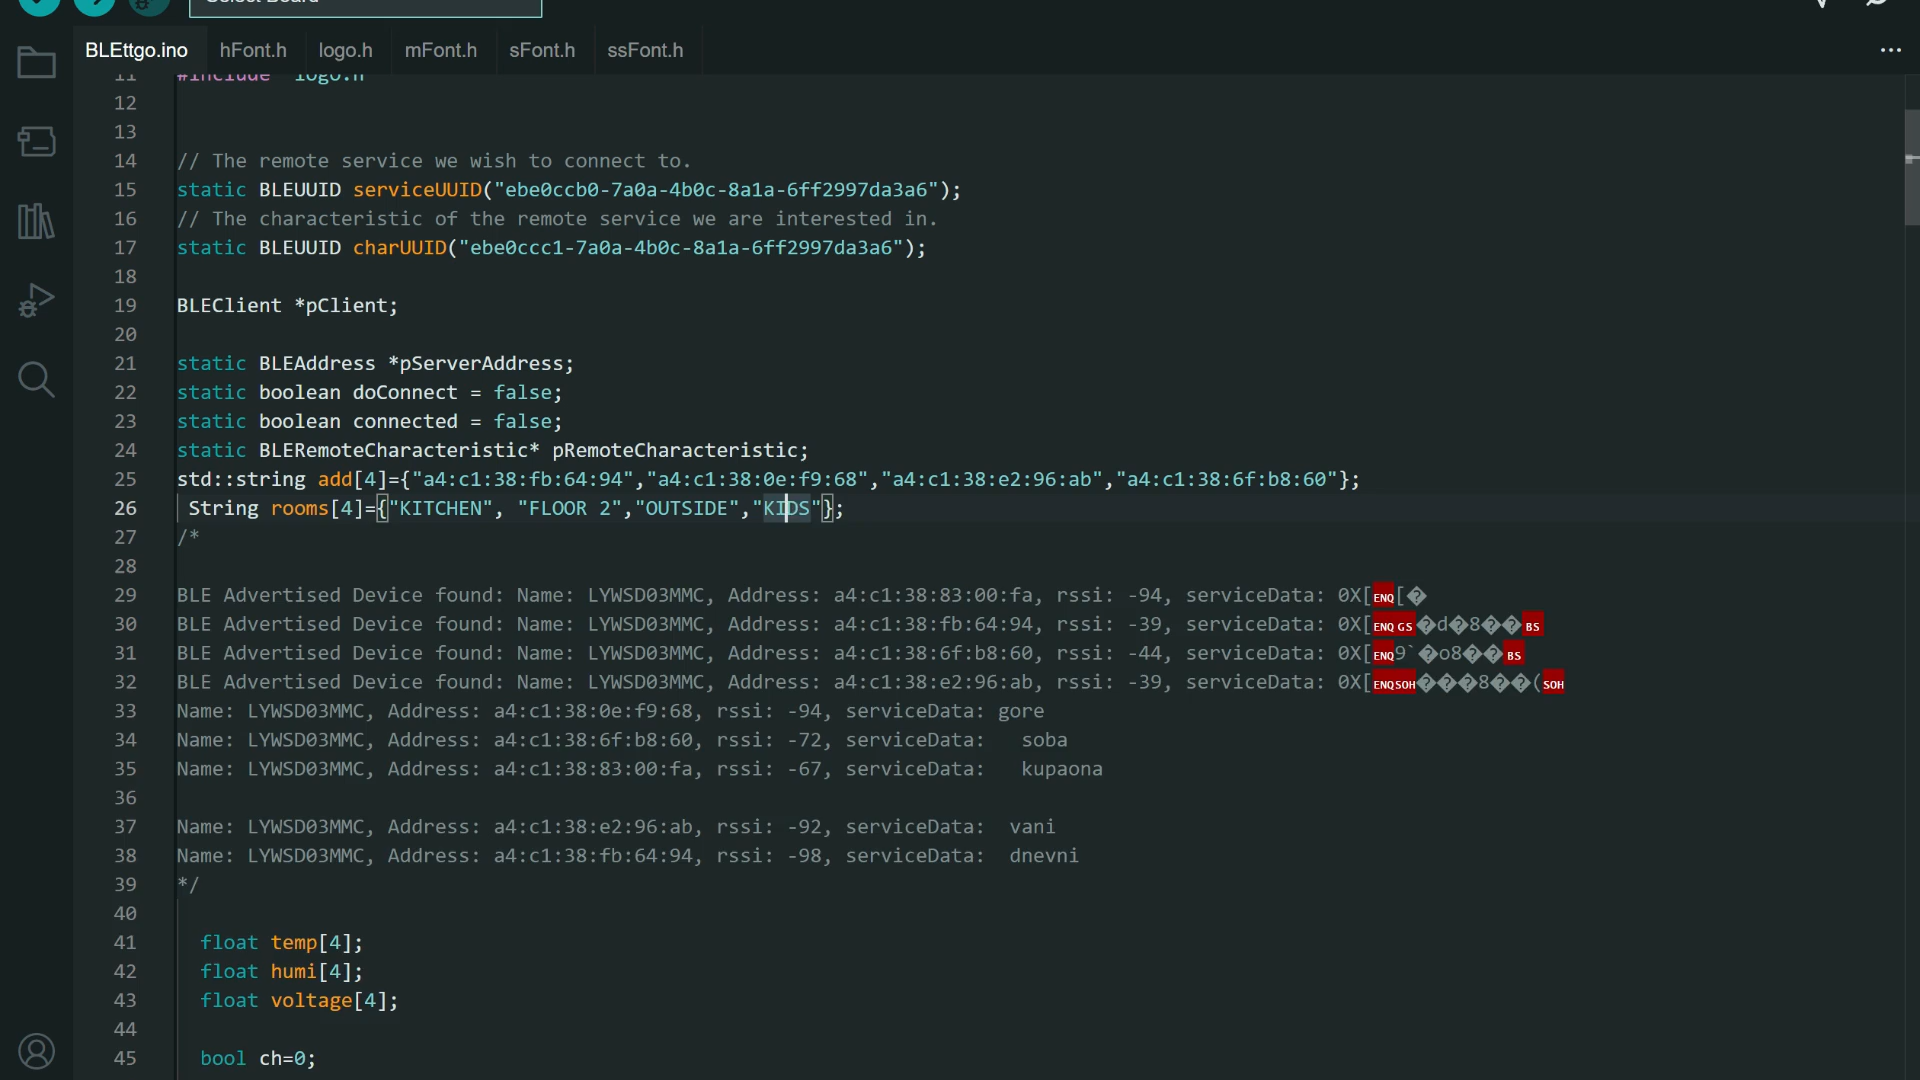 BLEttgo.ino hFont.h logo.h mFont.h sFont.h ssFont.h
11 #include "logo.h"
12
13
14 // The remote service we wish to connect to.
15 static BLEUUID serviceUUID("ebe0ccb0-7a0a-4b0c-8a1a-6ff2997da3a6");
16 // The characteristic of the remote service we are interested in.
17 static BLEUUID charUUID("ebe0ccc1-7a0a-4b0c-8a1a-6ff2997da3a6");
18
19 BLEClient *pClient;
20
21 static BLEAddress *pServerAddress;
22 static boolean doConnect = false;
23 static boolean connected = false;
24 static BLERemoteCharacteristic* pRemoteCharacteristic;
25 std::string add[4]={"a4:c1:38:fb:64:94","a4:c1:38:0e:f9:68","a4:c1:38:e2:96:ab","a4:c1:38:6f:b8:60"};
26 String rooms[4]={"KITCHEN", "FLOOR 2","OUTSIDE","KIDS"};
27 /*
28
29 BLE Advertised Device found: Name: LYWSD03MMC, Address: a4:c1:38:83:00:fa, rssi: -94, serviceData: 0X[ENQ[�
30 BLE Advertised Device found: Name: LYWSD03MMC, Address: a4:c1:38:fb:64:94, rssi: -39, serviceData: 0X[ENQGS�d�8��BS
31 BLE Advertised Device found: Name: LYWSD03MMC, Address: a4:c1:38:6f:b8:60, rssi: -44, serviceData: 0X[ENQ9`�o8��BS
32 BLE Advertised Device found: Name: LYWSD03MMC, Address: a4:c1:38:e2:96:ab, rssi: -39, serviceData: 0X[ENQSOH���8��(SOH
33 Name: LYWSD03MMC, Address: a4:c1:38:0e:f9:68, rssi: -94, serviceData: gore
34 Name: LYWSD03MMC, Address: a4:c1:38:6f:b8:60, rssi: -72, serviceData: soba
35 Name: LYWSD03MMC, Address: a4:c1:38:83:00:fa, rssi: -67, serviceData: kupaona
36
37 Name: LYWSD03MMC, Address: a4:c1:38:e2:96:ab, rssi: -92, serviceData: vani
38 Name: LYWSD03MMC, Address: a4:c1:38:fb:64:94, rssi: -98, serviceData: dnevni
39 */
40
41 float temp[4];
42 float humi[4];
43 float voltage[4];
44
45 bool ch=0;